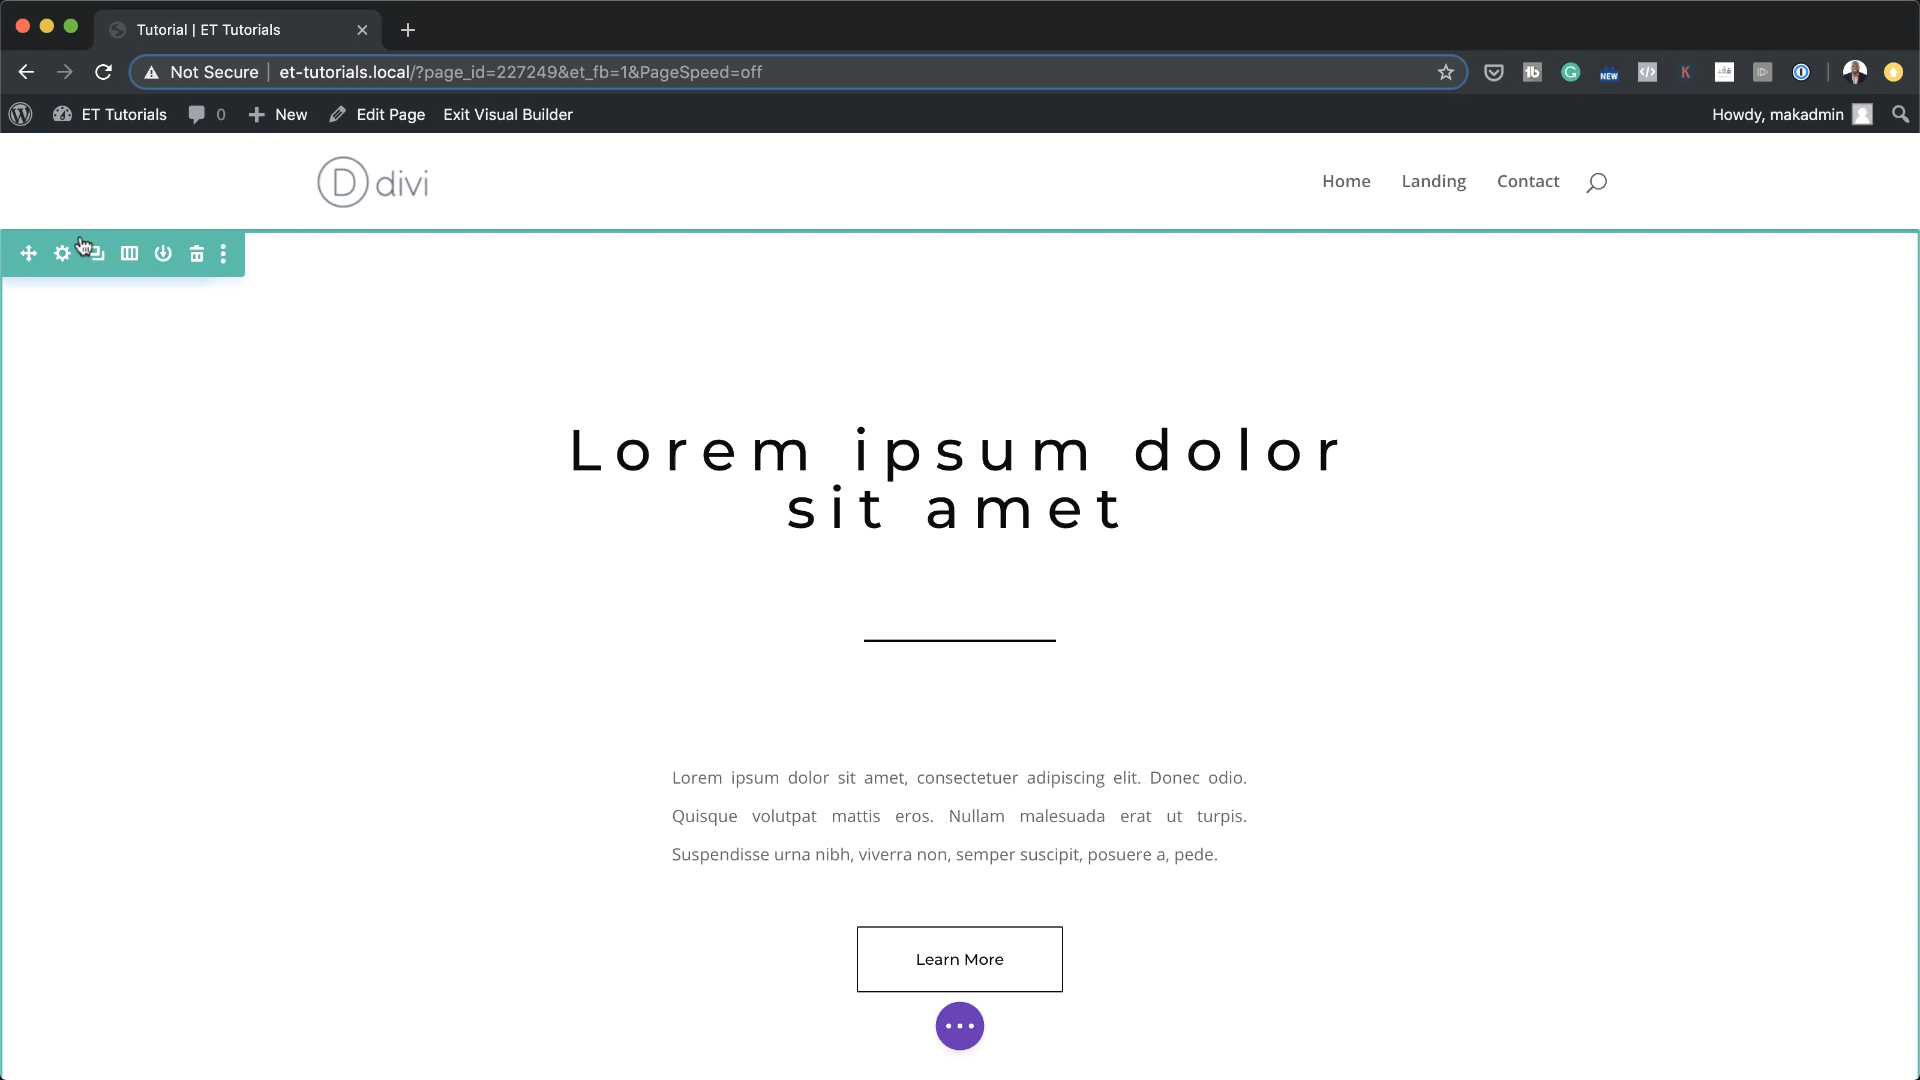 Tutorial | ET Tutorials
Not Secure | et-tutorials.local/?page_id=227249&et_fb=1&PageSpeed=off
ET Tutorials 0 New Edit Page Exit Visual Builder Howdy, makadmin
D divi
Home Landing Contact
Lorem ipsum dolor
sit amet
Lorem ipsum dolor sit amet, consectetuer adipiscing elit. Donec odio.
Quisque volutpat mattis eros. Nullam malesuada erat ut turpis.
Suspendisse urna nibh, viverra non, semper suscipit, posuere a, pede.
Learn More